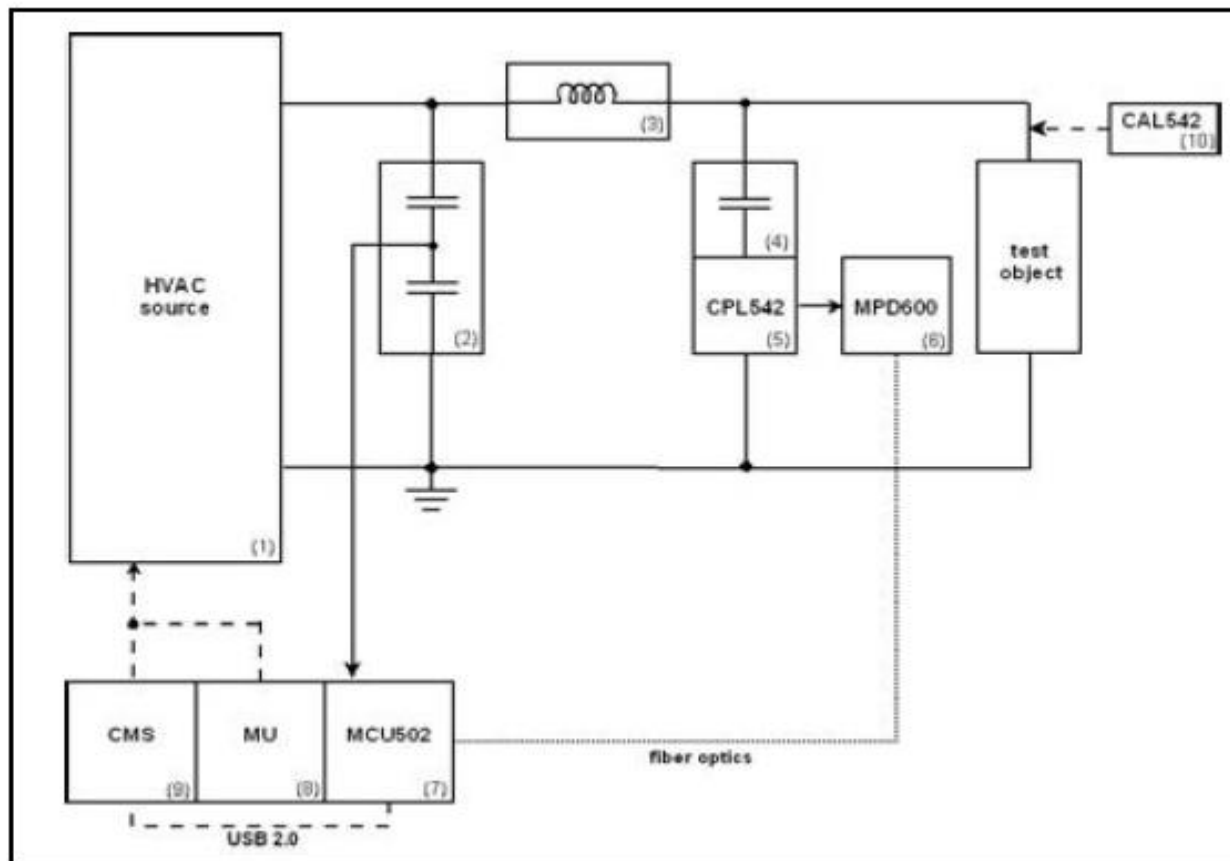 (3)
CAL542
(10)
HVAC
source
(1)
(2)
(4)
CPL542
(5)
MPD600
(6)
test
object
CMS
(9)
MU
(8)
MCU502
(7)
fiber optics
USB 2.0